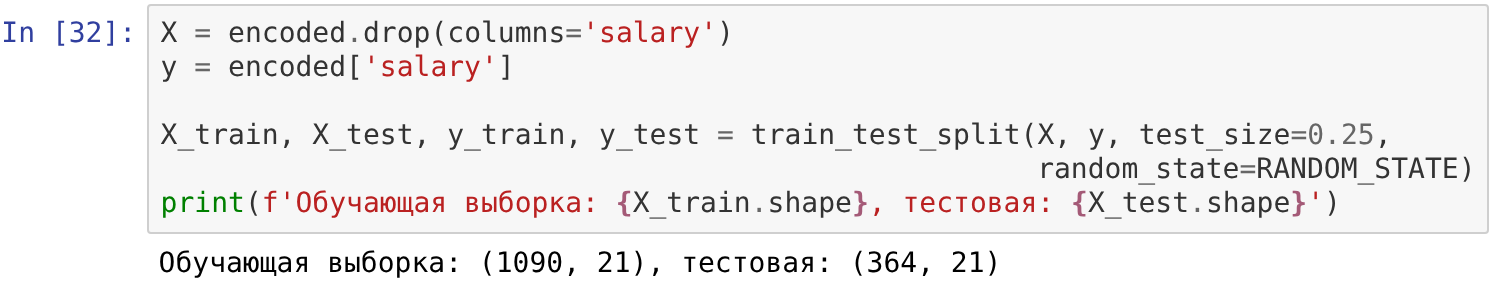 In [32]:
X = encoded.drop(columns='salary')
y = encoded['salary']
X_train, X_test, y_train, y_test = train_test_split(X, y, test_size=0.25,
random_state=RANDOM_STATE)
print(f'Обучающая выборка: {X_train.shape}, тестовая: {X_test.shape}')
Обучающая выборка: (1090, 21), тестовая: (364, 21)